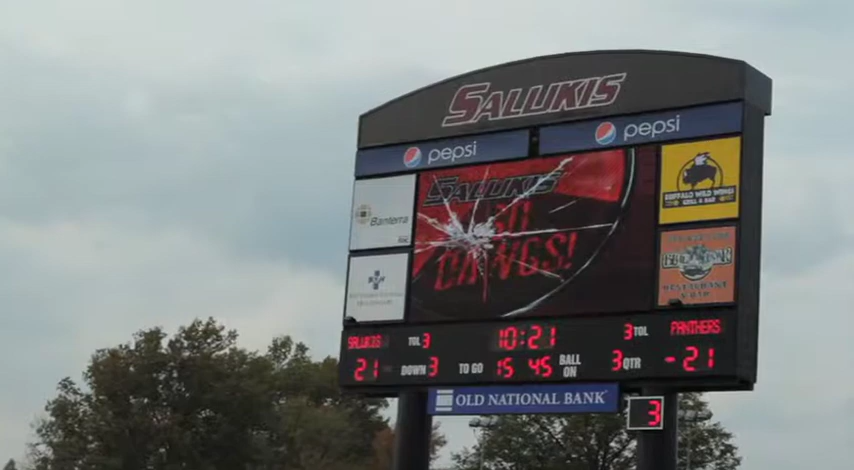 SALUKIS
pepsi
pepsi
Banterra
BUFFALO WILD WINGS
GRILL & BAR
SALUKIS
GO
DAWGS!
SALUKIS TOL 3 10:21 3 TOL PANTHERS
21 DOWN 3 TO GO 15 45 BALL ON 3 QTR - 21
OLD NATIONAL BANK
3